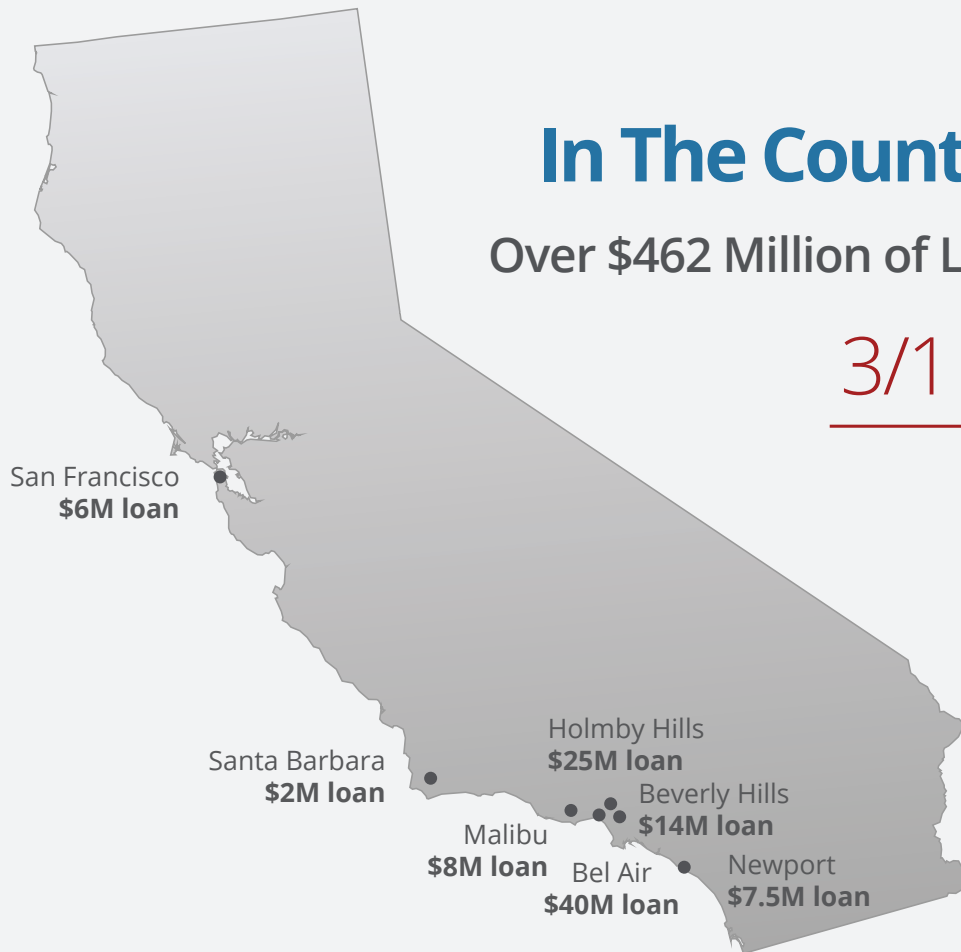 In The Count
Over $462 Million of L
3/1
San Francisco
$6M loan
Holmby Hills
$25M loan
Santa Barbara
$2M loan
Beverly Hills
$14M loan
Malibu
$8M loan
Bel Air
$40M loan
Newport
$7.5M loan